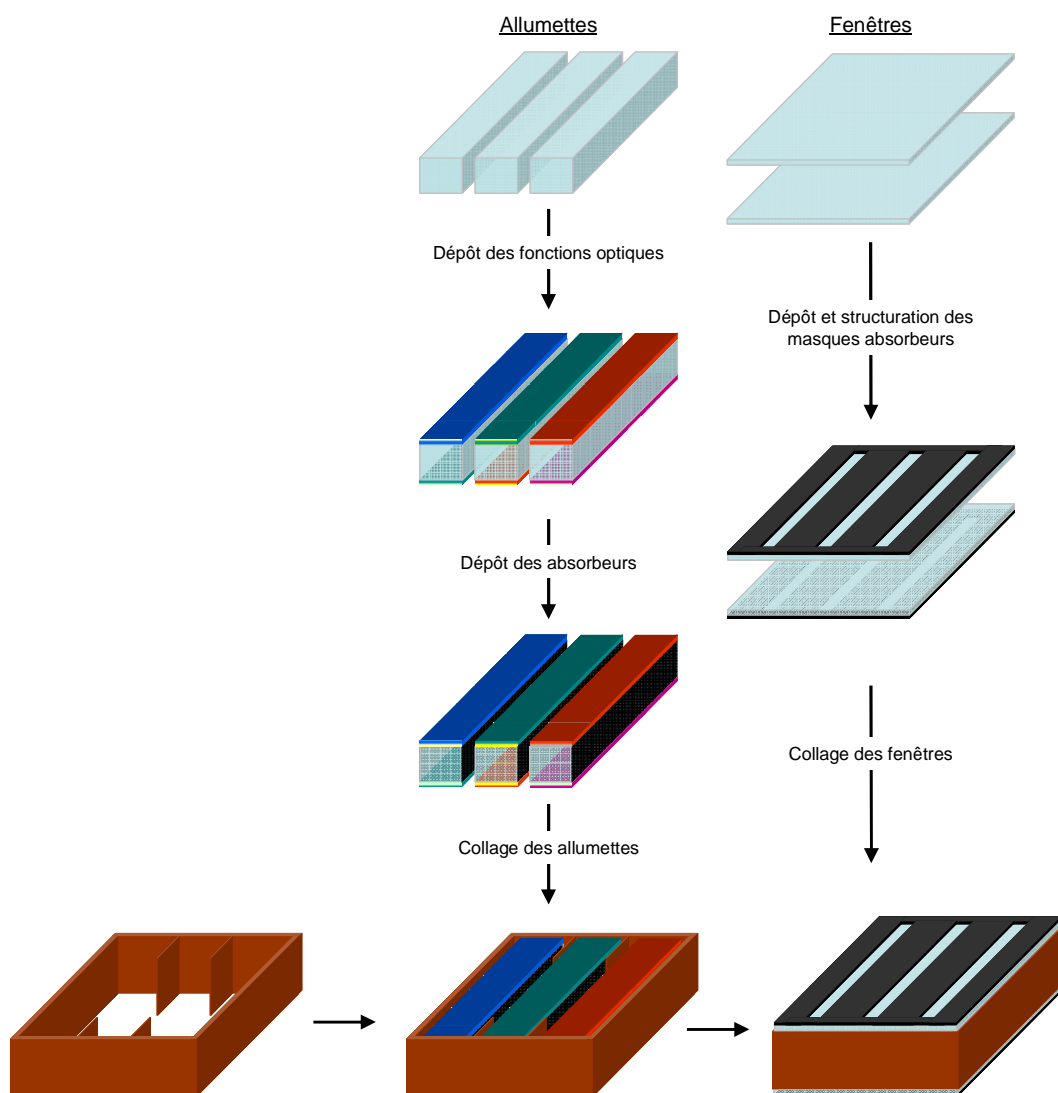 Allumettes
Fenêtres
Dépôt des fonctions optiques
Dépôt et structuration des
masques absorbeurs
Dépôt des absorbeurs
Collage des fenêtres
Collage des allumettes